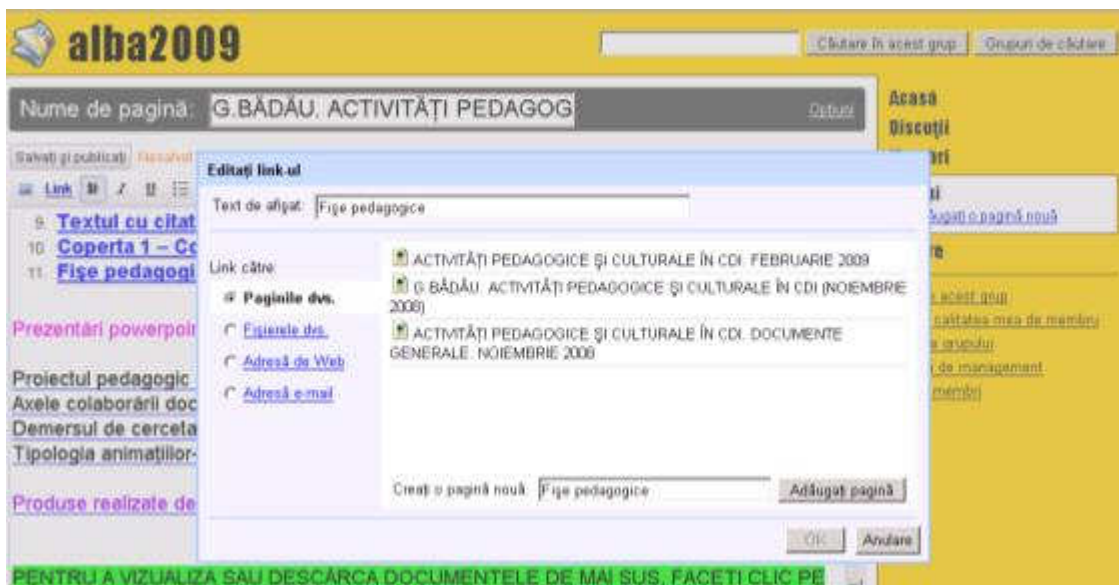 alba2009
Căutare în acest grup
Grupuri de căutare
Nume de pagină:
G.BĂDĂU. ACTIVITĂȚI PEDAGOG
Opțiuni
Salvați și publicați
Link
B I U
9. Textul cu citat
10. Coperta 1 – Co
11. Fișe pedagogi
Prezentări powerpoin
Proiectul pedagogic
Axele colaborării doc
Demersul de cerceta
Tipologia animațiilor-
Produse realizate de
PENTRU A VIZUALIZA SAU DESCĂRCA DOCUMENTELE DE MAI SUS, FACEȚI CLIC PE
Editați link-ul
Text de afișat:
Fișe pedagogice
Link către:
Paginile dvs.
Fișierele dvs.
Adresă de Web
Adresă e-mail
ACTIVITĂȚI PEDAGOGICE ȘI CULTURALE ÎN CDI. FEBRUARIE 2009
G.BĂDĂU. ACTIVITĂȚI PEDAGOGICE ȘI CULTURALE ÎN CDI (NOIEMBRIE
2008)
ACTIVITĂȚI PEDAGOGICE ȘI CULTURALE ÎN CDI. DOCUMENTE
GENERALE. NOIEMBRIE 2008
Creați o pagină nouă:
Fișe pedagogice
Adăugați pagină
OK
Anulare
Acasă
Discuții
bri
ăugați o pagină nouă
acest grup
calitatea mea de membru
grupului
de management
membri